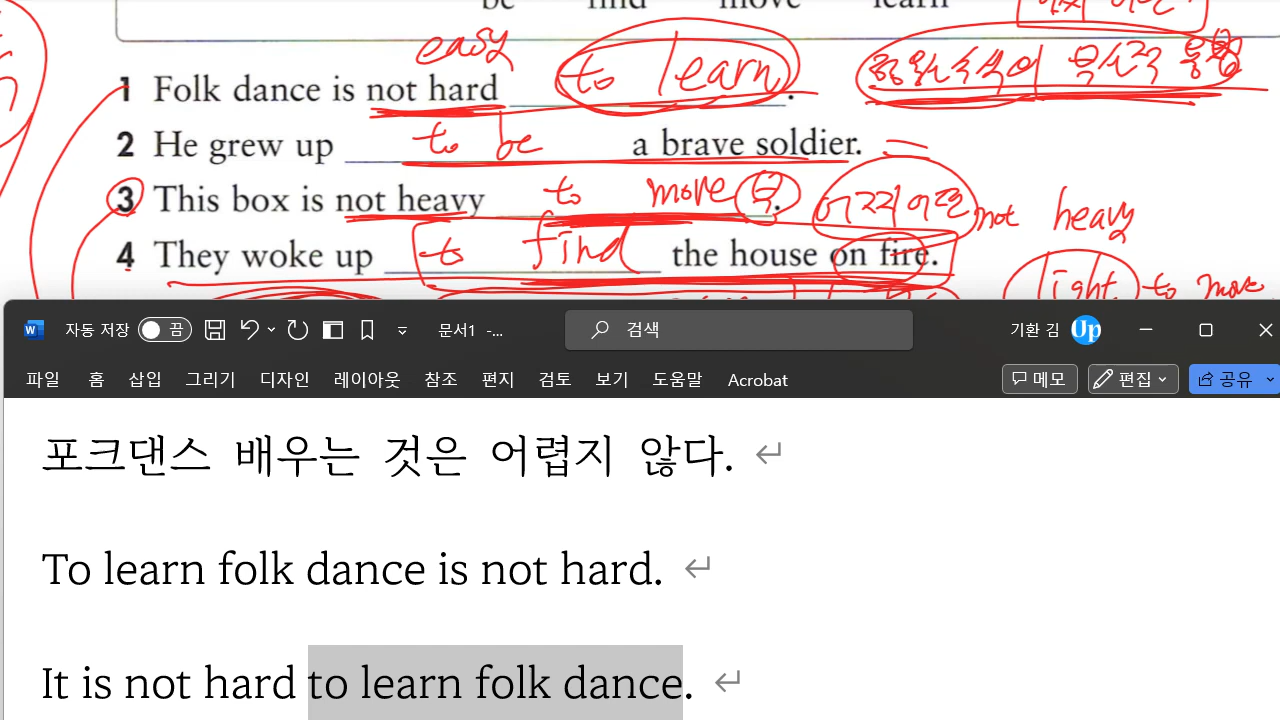 be find move learn
easy
1 Folk dance is not hard to learn.
형용사
2 He grew up to be a brave soldier.
3 This box is not heavy to move. 부
not heavy
4 They woke up to find the house on fire.
light to move
자동 저장 끔 문서1 -... 검색 기환 김 Up
파일 홈 삽입 그리기 디자인 레이아웃 참조 편지 검토 보기 도움말 Acrobat 메모 편집 공유
포크댄스 배우는 것은 어렵지 않다.
To learn folk dance is not hard.
It is not hard to learn folk dance.